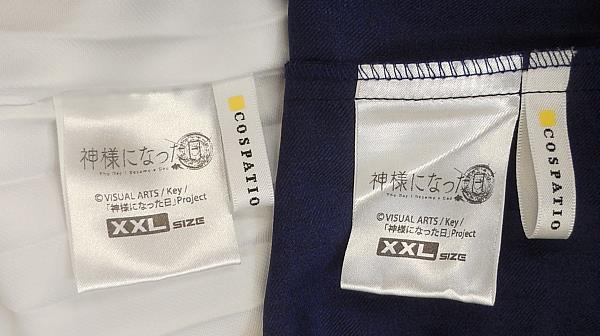 神様になった日
The Day I Became a God
©VISUAL ARTS / Key /
「神様になった日」Project
XXL SIZE
COSPATIO
神様になった日
The Day I Became a God
©VISUAL ARTS / Key /
「神様になった日」Project
XXL SIZE
COSPATIO